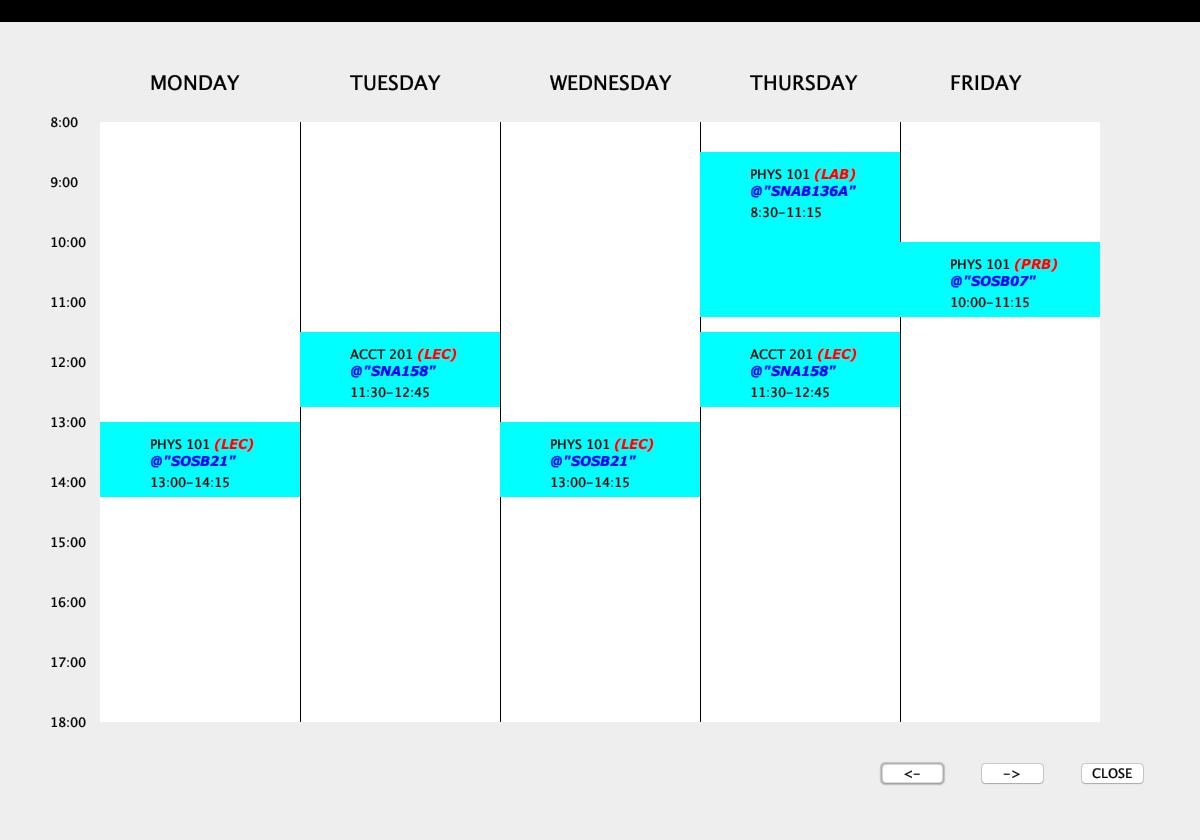 MONDAY TUESDAY WEDNESDAY THURSDAY FRIDAY
8:00
9:00
10:00
11:00
12:00
13:00
14:00
15:00
16:00
17:00
18:00
PHYS 101 (LEC)
@"SOSB21"
13:00-14:15
ACCT 201 (LEC)
@"SNA158"
11:30-12:45
PHYS 101 (LEC)
@"SOSB21"
13:00-14:15
PHYS 101 (LAB)
@"SNAB136A"
8:30-11:15
ACCT 201 (LEC)
@"SNA158"
11:30-12:45
PHYS 101 (PRB)
@"SOSB07"
10:00-11:15
<- -> CLOSE